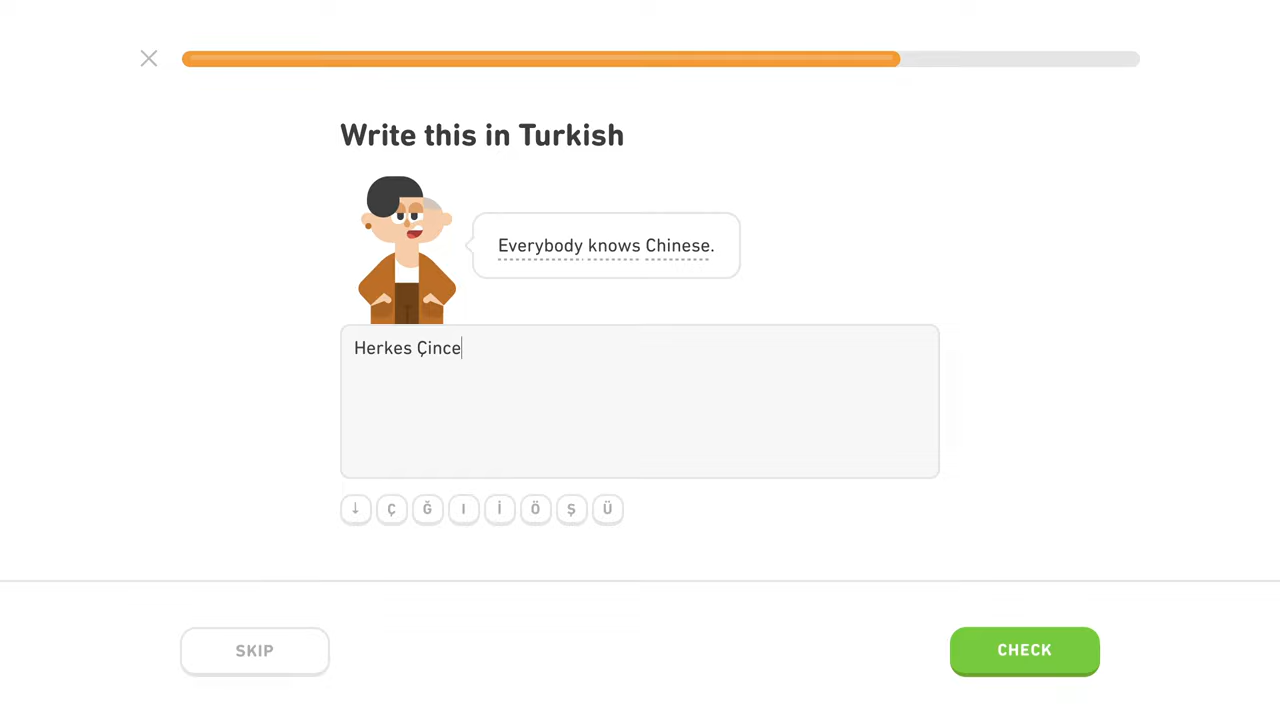 Write this in Turkish
Everybody knows Chinese.
Herkes Çince
↓ Ç Ğ I İ Ö Ş Ü
SKIP
CHECK